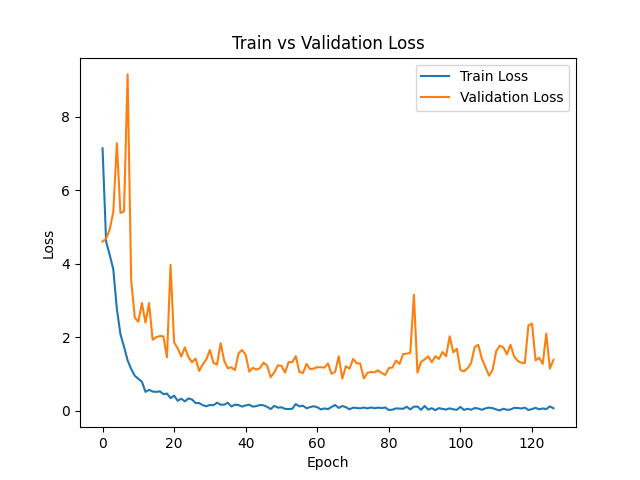 Train vs Validation Loss
Train Loss
Validation Loss
8
6
4
2
0
Loss
0 20 40 60 80 100 120
Epoch